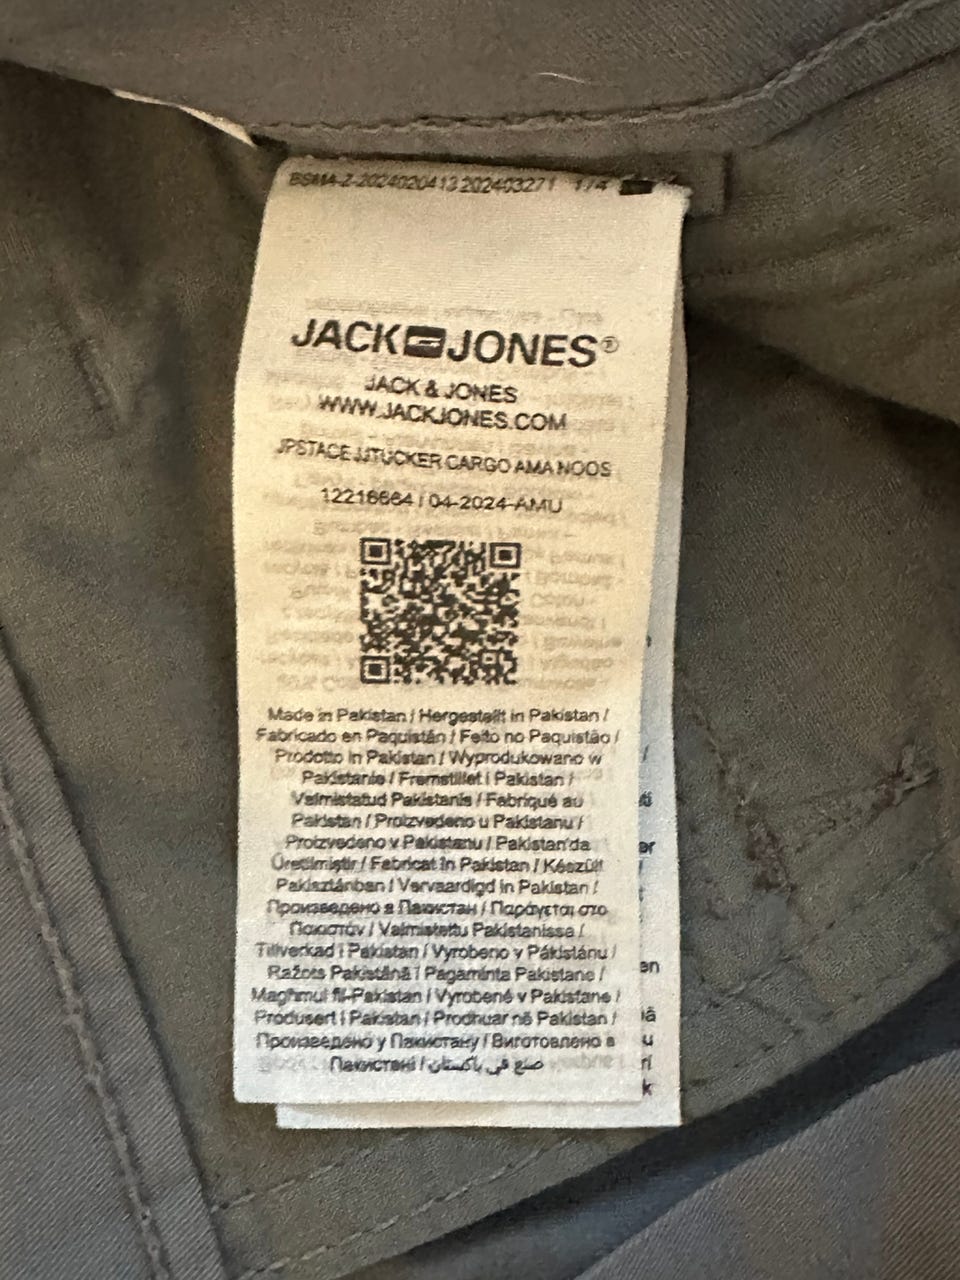 BSMA-Z-2024020413 202403271 1/4
JACK JONES®
JACK & JONES
WWW.JACKJONES.COM
JPSTACE JJTUCKER CARGO AMA NOOS
12216664 / 04-2024-AMU
Made in Pakistan / Hergestellt in Pakistan /
Fabricado en Paquistán / Feito no Paquistão /
Prodotto in Pakistan / Wyprodukowano w
Pakistanie / Fremstillet i Pakistan /
Valmistatud Pakistanis / Fabriqué au
Pakistan / Proizvedeno u Pakistanu /
Proizvedeno v Pakistanu / Pakistan'da
Üretilmiştir / Fabricat în Pakistan / Készült
Pakisztánban / Vervaardigd in Pakistan /
Произведено в Пакистан / Παράγεται στο
Πακιστάν / Valmistettu Pakistanissa /
Tillverkad i Pakistan / Vyrobeno v Pákistánu /
Ražots Pakistānā / Pagaminta Pakistane /
Maghmul fil-Pakistan / Vyrobené v Pakistane /
Produsert i Pakistan / Prodhuar në Pakistan /
Произведено у Пакистану / Виготовлено в
Пакистані / صنع في باكستان